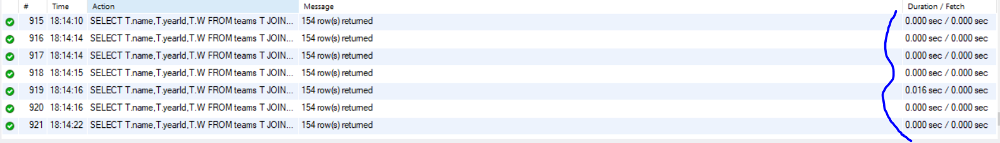 # Time Action Message Duration / Fetch
915 18:14:10 SELECT T.name,T.yearId,T.W FROM teams T JOIN... 154 row(s) returned 0.000 sec / 0.000 sec
916 18:14:14 SELECT T.name,T.yearId,T.W FROM teams T JOIN... 154 row(s) returned 0.000 sec / 0.000 sec
917 18:14:14 SELECT T.name,T.yearId,T.W FROM teams T JOIN... 154 row(s) returned 0.000 sec / 0.000 sec
918 18:14:15 SELECT T.name,T.yearId,T.W FROM teams T JOIN... 154 row(s) returned 0.000 sec / 0.000 sec
919 18:14:16 SELECT T.name,T.yearId,T.W FROM teams T JOIN... 154 row(s) returned 0.016 sec / 0.000 sec
920 18:14:16 SELECT T.name,T.yearId,T.W FROM teams T JOIN... 154 row(s) returned 0.000 sec / 0.000 sec
921 18:14:22 SELECT T.name,T.yearId,T.W FROM teams T JOIN... 154 row(s) returned 0.000 sec / 0.000 sec